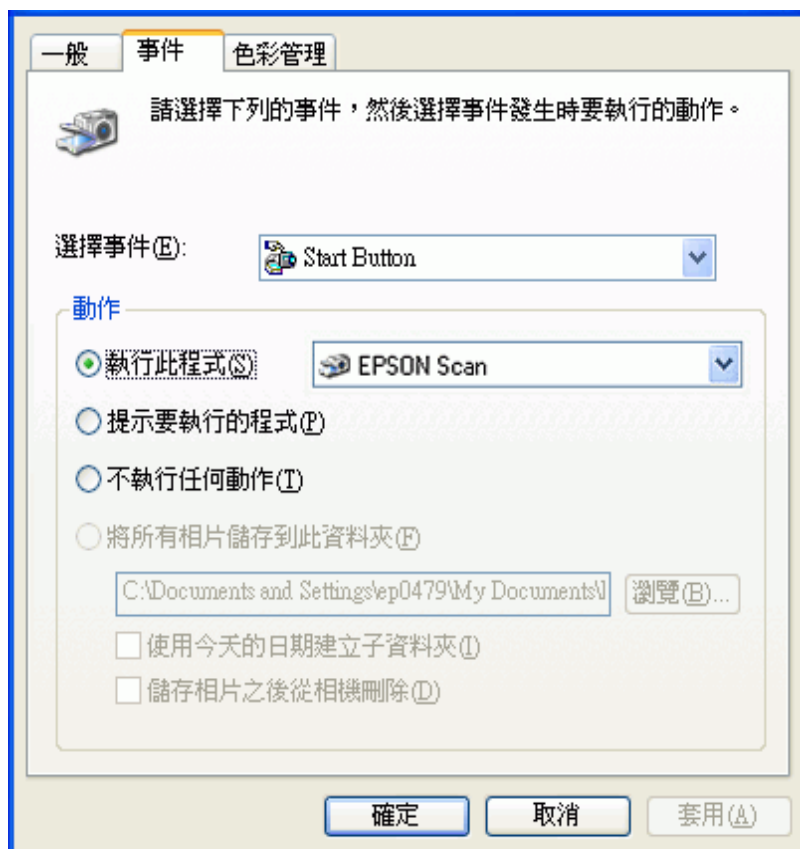 一般 事件 色彩管理
請選擇下列的事件，然後選擇事件發生時要執行的動作。
選擇事件(E): Start Button
動作
執行此程式(S) EPSON Scan
提示要執行的程式(P)
不執行任何動作(T)
將所有相片儲存到此資料夾(F)
C:\Documents and Settings\ep0479\My Documents\ 瀏覽(B)...
使用今天的日期建立子資料夾(I)
儲存相片之後從相機刪除(D)
確定 取消 套用(A)